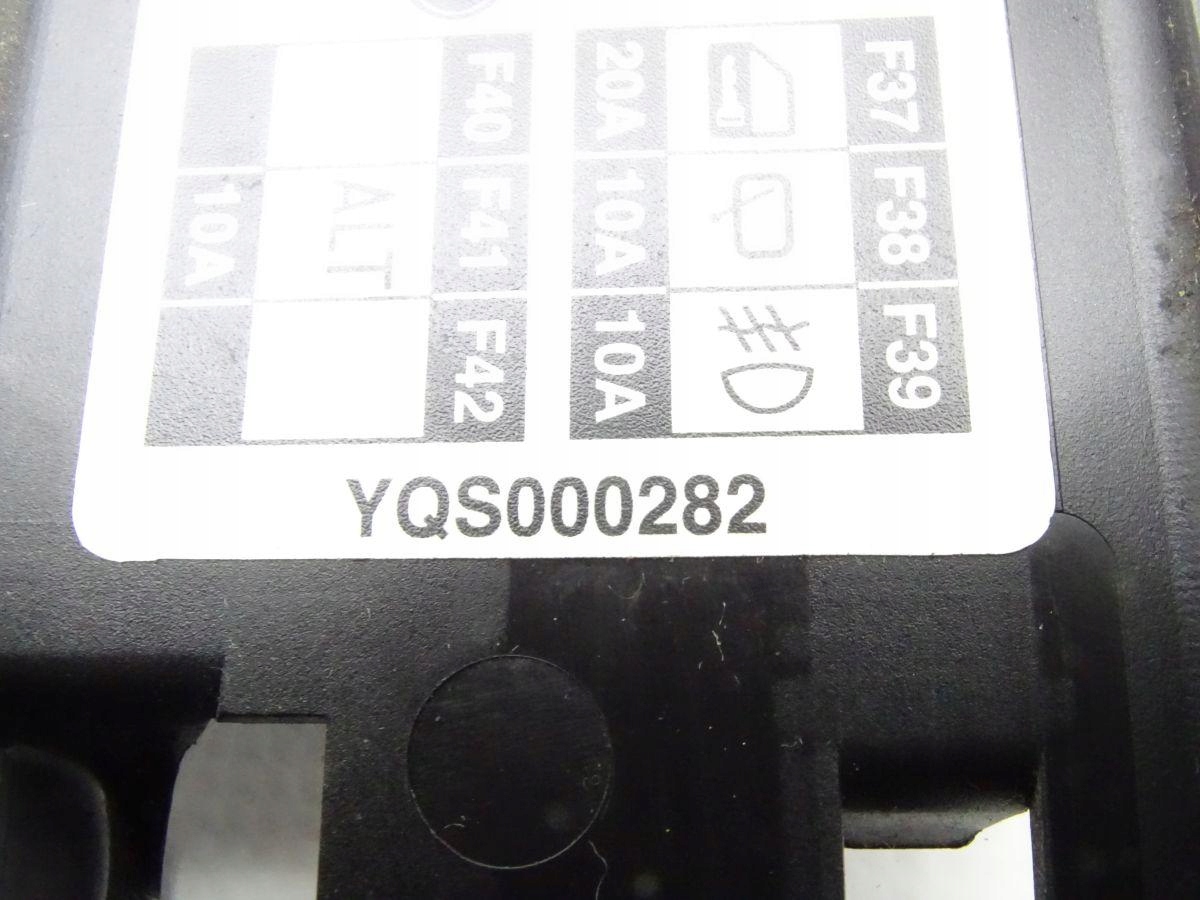 F37 20A
F38 10A
F39 10A
F40
F41 ALT 10A
F42
YQS000282